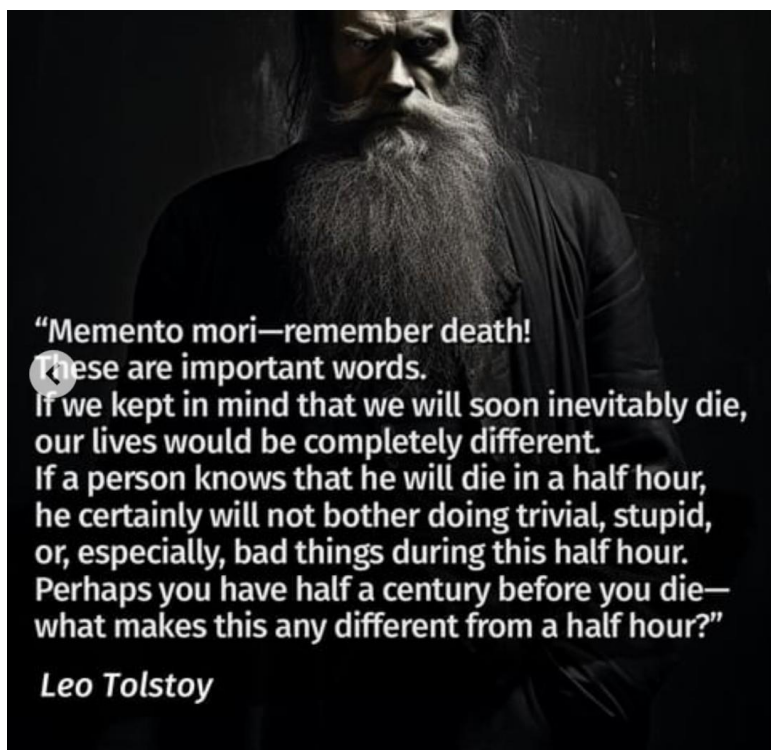 “Memento mori—remember death!
These are important words.
If we kept in mind that we will soon inevitably die,
our lives would be completely different.
If a person knows that he will die in a half hour,
he certainly will not bother doing trivial, stupid,
or, especially, bad things during this half hour.
Perhaps you have half a century before you die—
what makes this any different from a half hour?”
Leo Tolstoy